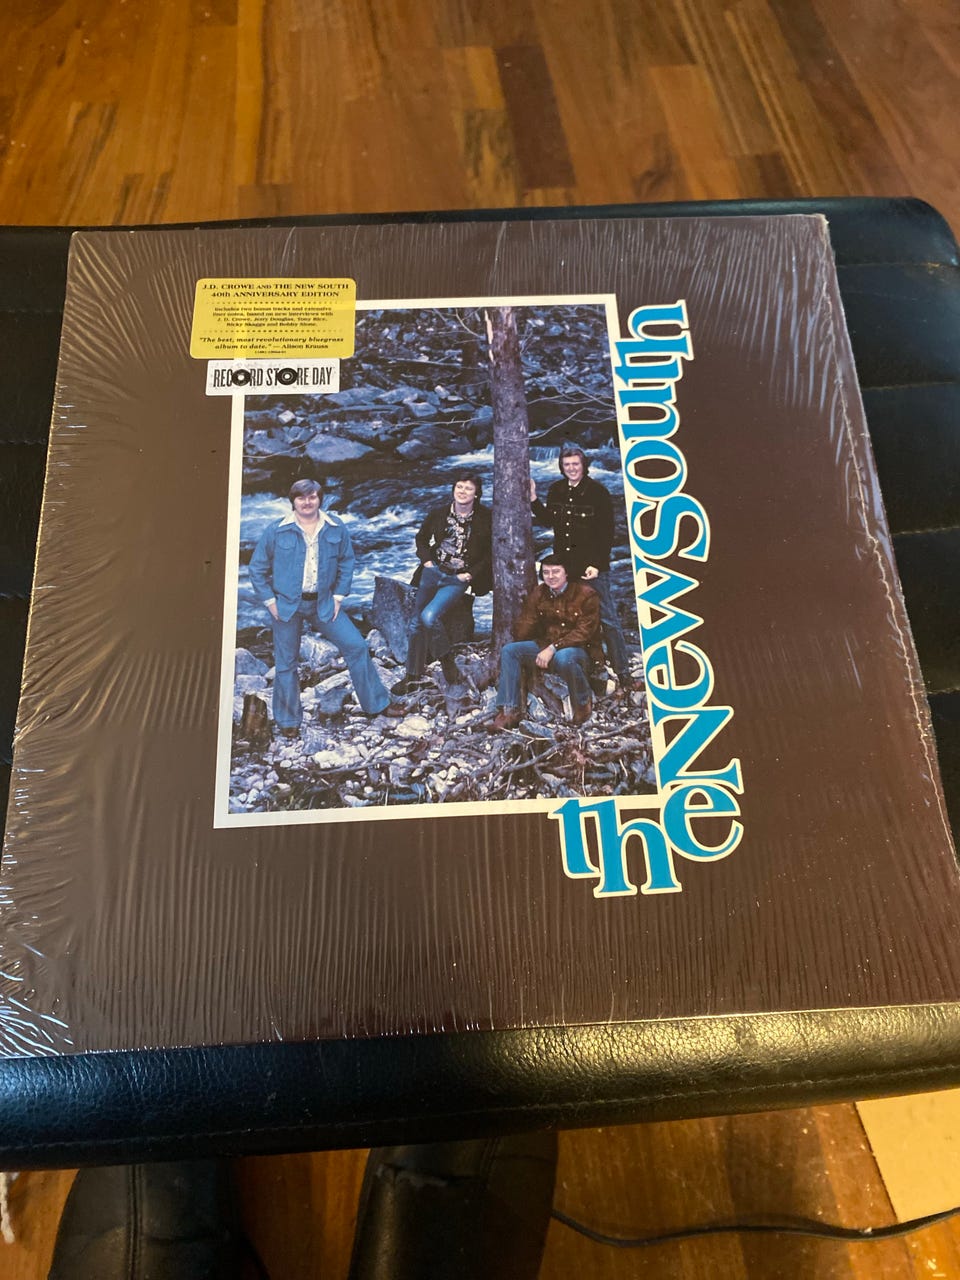 J.D. CROWE AND THE NEW SOUTH
40th ANNIVERSARY EDITION
Includes two bonus tracks and extensive
liner notes, based on new interviews with
J. D. Crowe, Jerry Douglas, Tony Rice,
Ricky Skaggs and Bobby Slone.
"The best, most revolutionary bluegrass
album to date." — Alison Krauss
RECORD STORE DAY
the New South